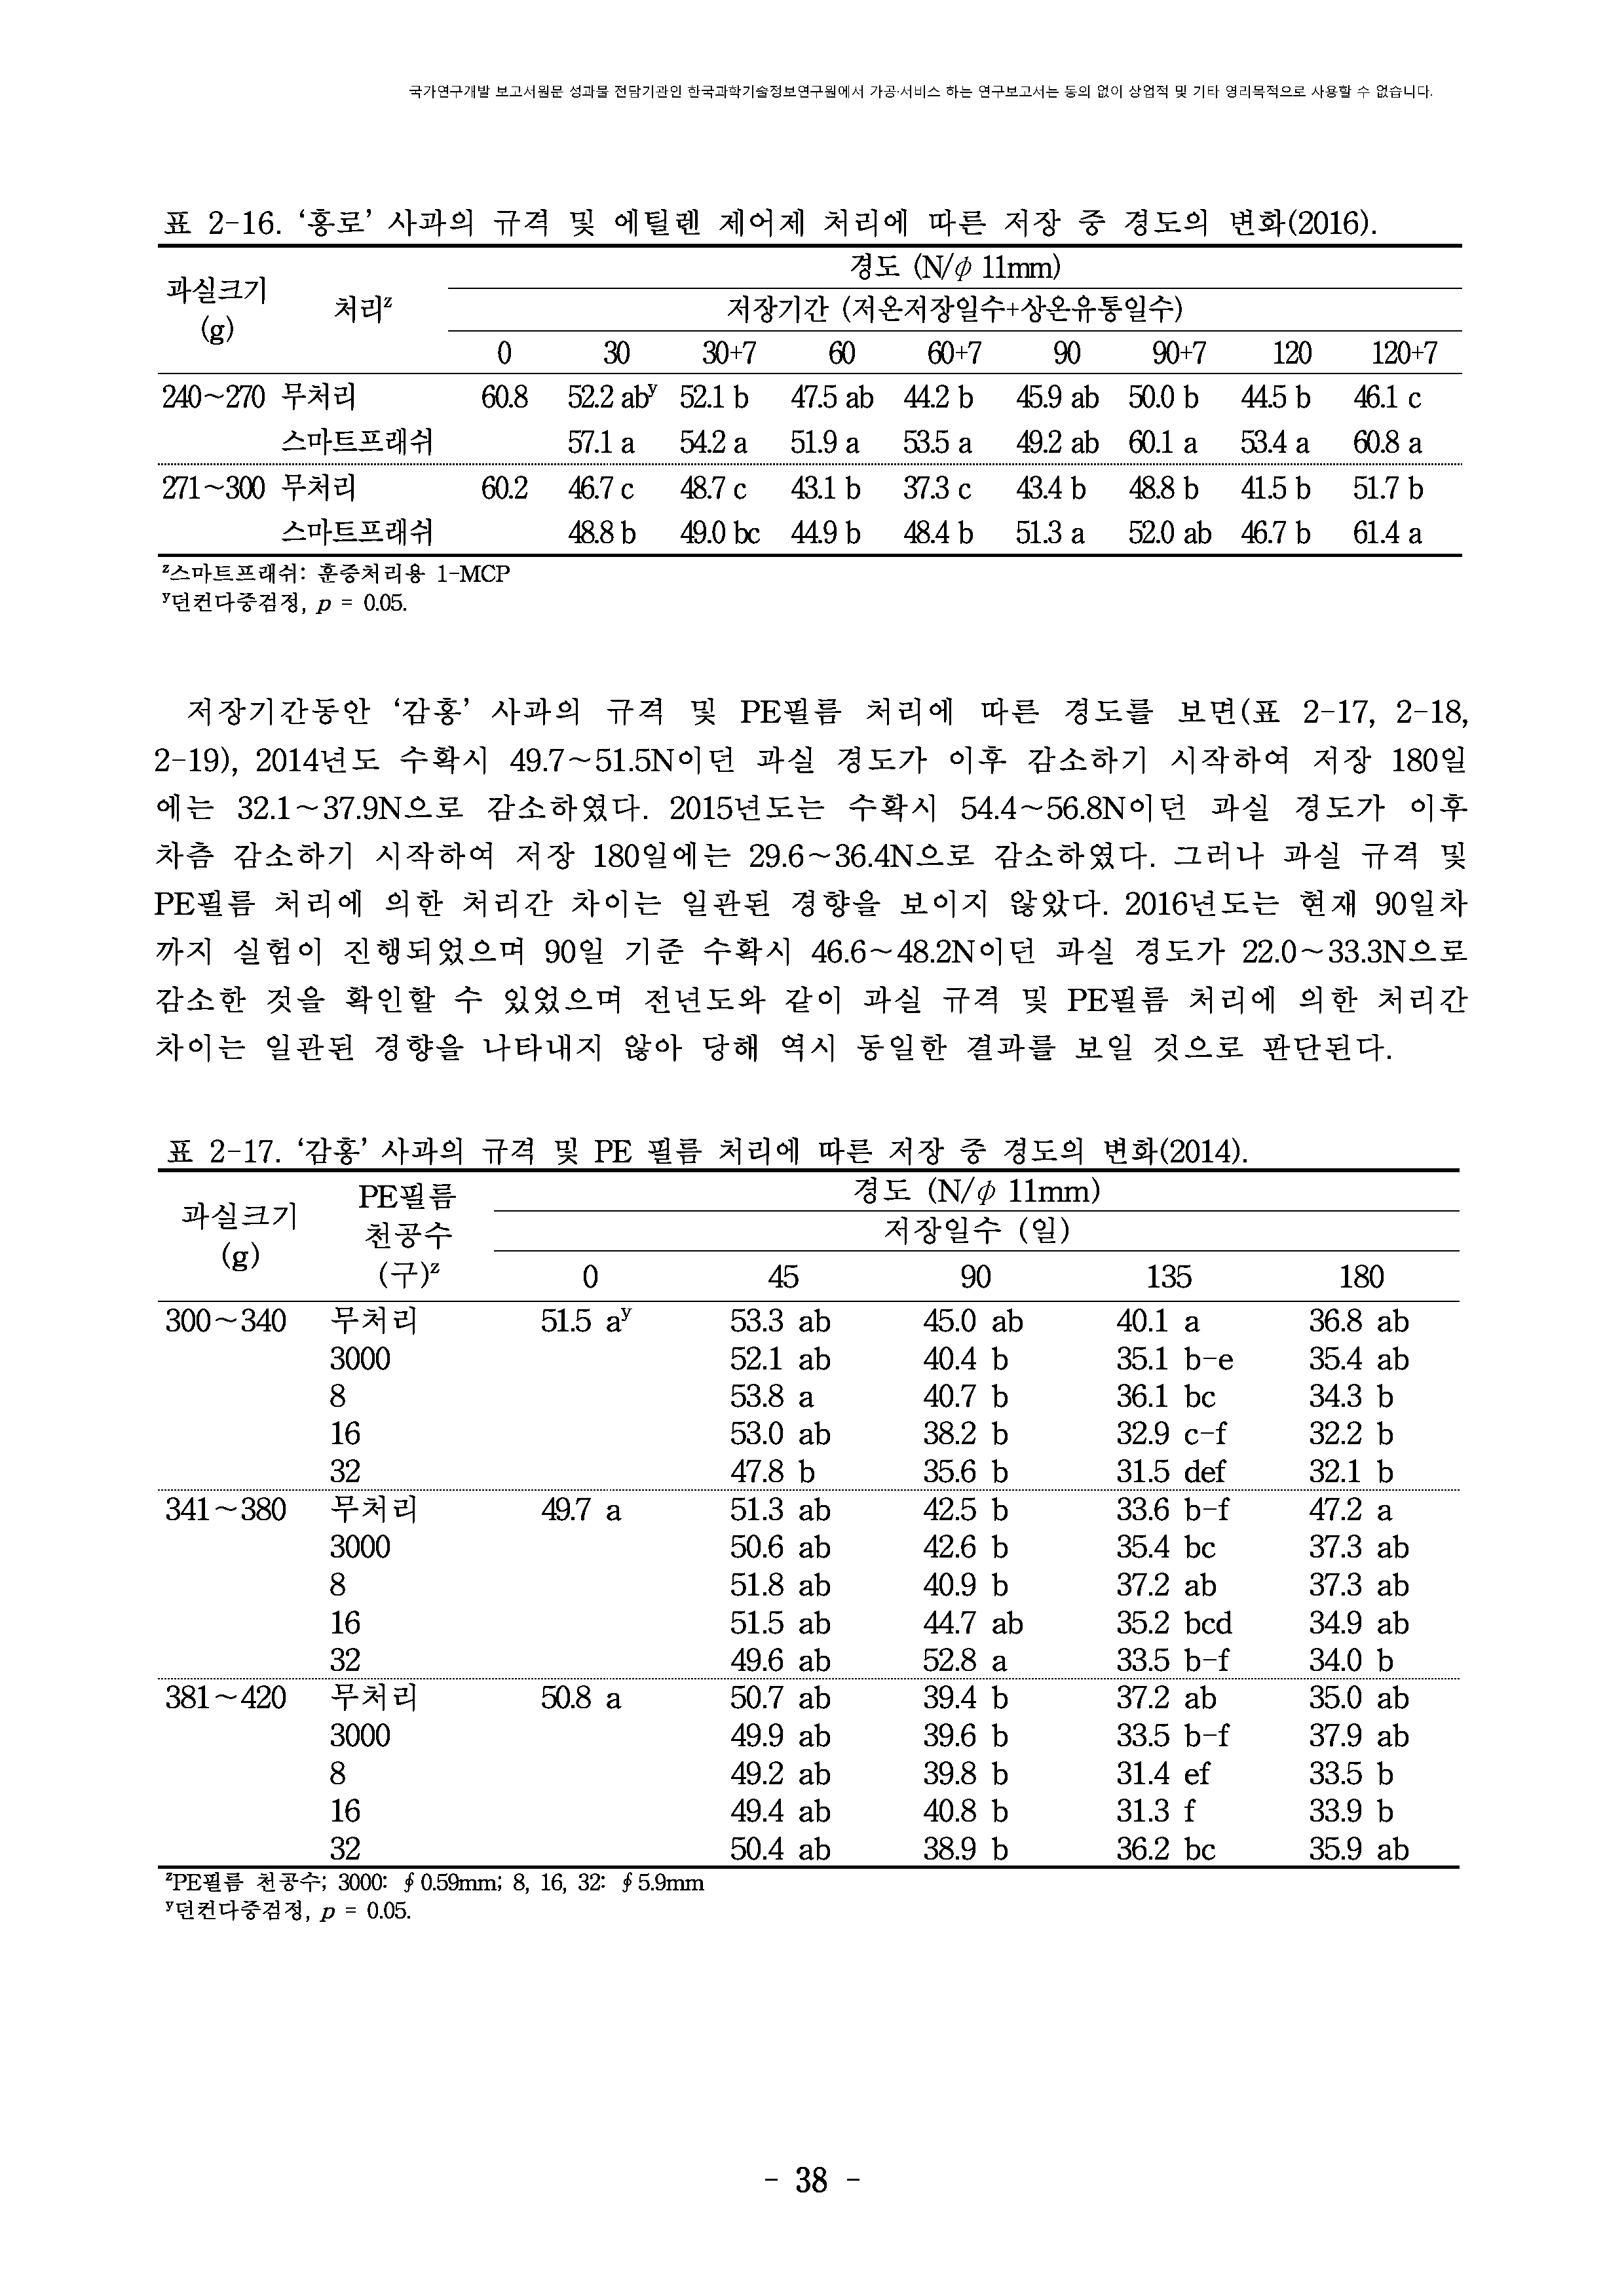 국가연구개발 보고서원문 성과물 전담기관인 한국과학기술정보연구원에서 가공·서비스 하는 연구보고서는 동의 없이 상업적 및 기타 영리목적으로 사용할 수 없습니다.
표 2-16. ‘홍로’ 사과의 규격 및 에틸렌 제어제 처리에 따른 저장 중 경도의 변화(2016).
과실크기 (g) 처리z 경도 (N/φ 11mm)
저장기간 (저온저장일수+상온유통일수)
0 30 30+7 60 60+7 90 90+7 120 120+7
240~270 무처리 60.8 52.2 aby 52.1 b 47.5 ab 44.2 b 45.9 ab 50.0 b 44.5 b 46.1 c
스마트프래쉬 57.1 a 54.2 a 51.9 a 53.5 a 49.2 ab 60.1 a 53.4 a 60.8 a
271~300 무처리 60.2 46.7 c 48.7 c 43.1 b 37.3 c 43.4 b 48.8 b 41.5 b 51.7 b
스마트프래쉬 48.8 b 49.0 bc 44.9 b 48.4 b 51.3 a 52.0 ab 46.7 b 61.4 a
z스마트프래쉬: 훈증처리용 1-MCP
y던컨다중검정, p = 0.05.
저장기간동안 ‘감홍’ 사과의 규격 및 PE필름 처리에 따른 경도를 보면(표 2-17, 2-18,
2-19), 2014년도 수확시 49.7~51.5N이던 과실 경도가 이후 감소하기 시작하여 저장 180일
에는 32.1~37.9N으로 감소하였다. 2015년도는 수확시 54.4~56.8N이던 과실 경도가 이후
차츰 감소하기 시작하여 저장 180일에는 29.6~36.4N으로 감소하였다. 그러나 과실 규격 및
PE필름 처리에 의한 처리간 차이는 일관된 경향을 보이지 않았다. 2016년도는 현재 90일차
까지 실험이 진행되었으며 90일 기준 수확시 46.6~48.2N이던 과실 경도가 22.0~33.3N으로
감소한 것을 확인할 수 있었으며 전년도와 같이 과실 규격 및 PE필름 처리에 의한 처리간
차이는 일관된 경향을 나타내지 않아 당해 역시 동일한 결과를 보일 것으로 판단된다.
표 2-17. ‘감홍’ 사과의 규격 및 PE 필름 처리에 따른 저장 중 경도의 변화(2014).
과실크기 (g) PE필름 천공수 (구)z 경도 (N/φ 11mm)
저장일수 (일)
0 45 90 135 180
300~340 무처리 51.5 ay 53.3 ab 45.0 ab 40.1 a 36.8 ab
3000 52.1 ab 40.4 b 35.1 b-e 35.4 ab
8 53.8 a 40.7 b 36.1 bc 34.3 b
16 53.0 ab 38.2 b 32.9 c-f 32.2 b
32 47.8 b 35.6 b 31.5 def 32.1 b
341~380 무처리 49.7 a 51.3 ab 42.5 b 33.6 b-f 47.2 a
3000 50.6 ab 42.6 b 35.4 bc 37.3 ab
8 51.8 ab 40.9 b 37.2 ab 37.3 ab
16 51.5 ab 44.7 ab 35.2 bcd 34.9 ab
32 49.6 ab 52.8 a 33.5 b-f 34.0 b
381~420 무처리 50.8 a 50.7 ab 39.4 b 37.2 ab 35.0 ab
3000 49.9 ab 39.6 b 33.5 b-f 37.9 ab
8 49.2 ab 39.8 b 31.4 ef 33.5 b
16 49.4 ab 40.8 b 31.3 f 33.9 b
32 50.4 ab 38.9 b 36.2 bc 35.9 ab
zPE필름 천공수; 3000: ∮0.59mm; 8, 16, 32: ∮5.9mm
y던컨다중검정, p = 0.05.
- 38 -